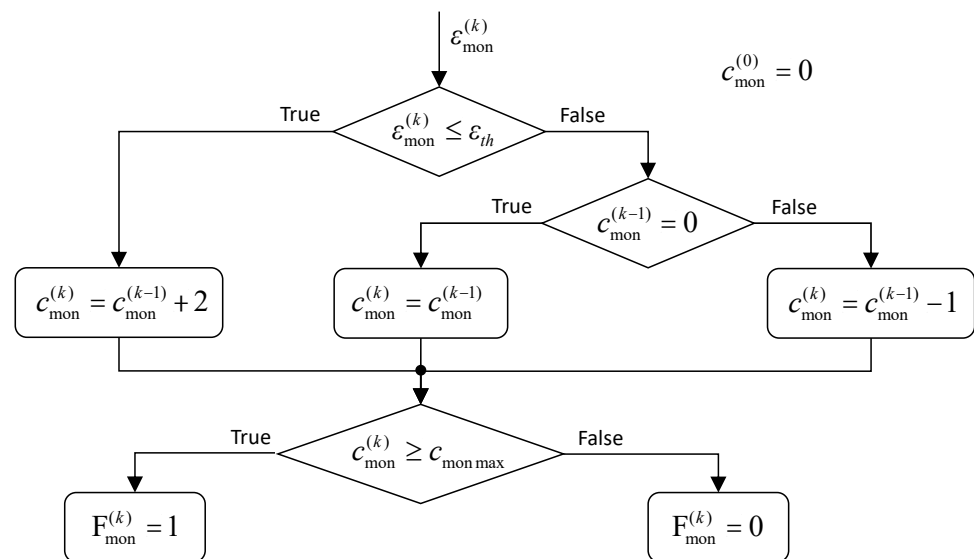 ε_mon^(k)
c_mon^(0) = 0
True
ε_mon^(k) ≤ ε_th
False
True
c_mon^(k−1) = 0
False
c_mon^(k) = c_mon^(k−1) + 2
c_mon^(k) = c_mon^(k−1)
c_mon^(k) = c_mon^(k−1) − 1
True
c_mon^(k) ≥ c_mon max
False
F_mon^(k) = 1
F_mon^(k) = 0